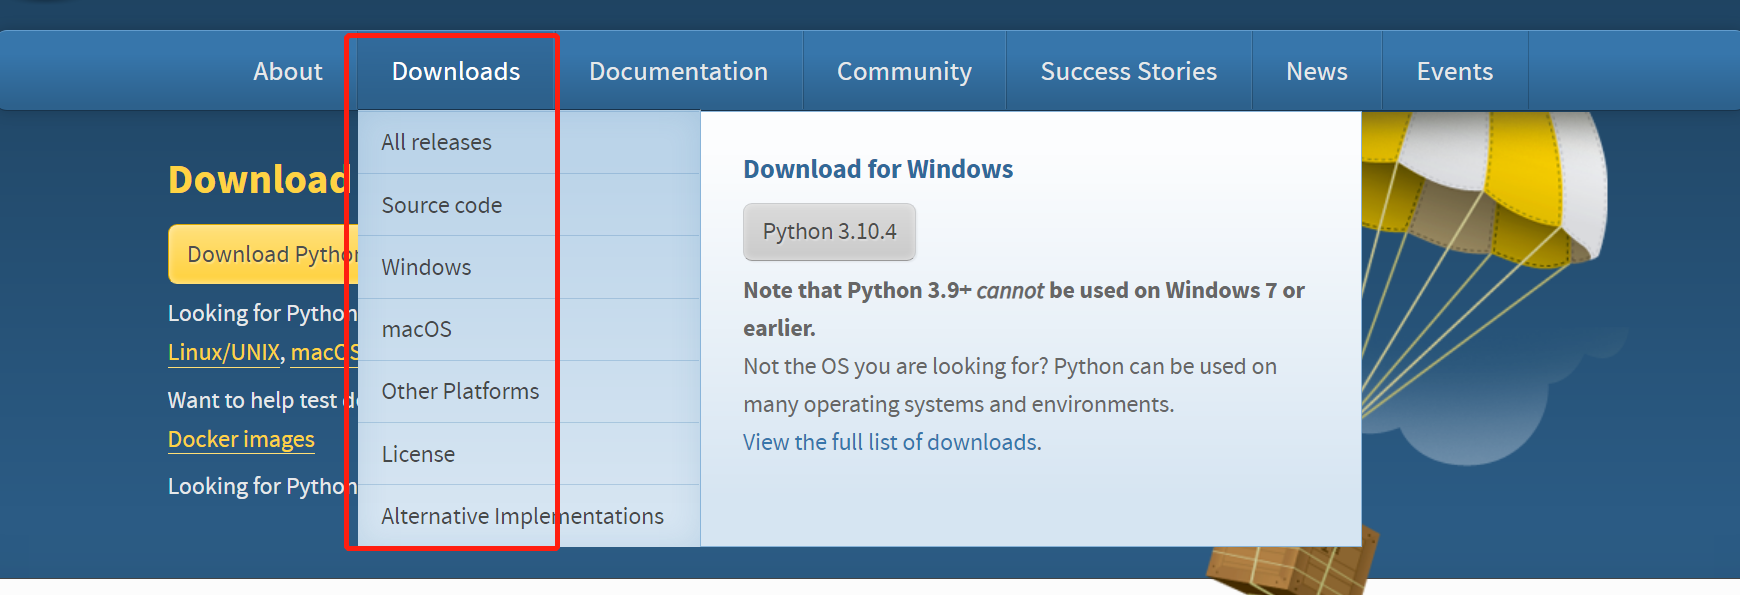 About
Downloads
Documentation
Community
Success Stories
News
Events
Download
Download Python
Looking for Python
Linux/UNIX, macOS
Want to help test
Docker images
Looking for Python
All releases
Source code
Windows
macOS
Other Platforms
License
Alternative Implementations
Download for Windows
Python 3.10.4
Note that Python 3.9+ cannot be used on Windows 7 or
earlier.
Not the OS you are looking for? Python can be used on
many operating systems and environments.
View the full list of downloads.